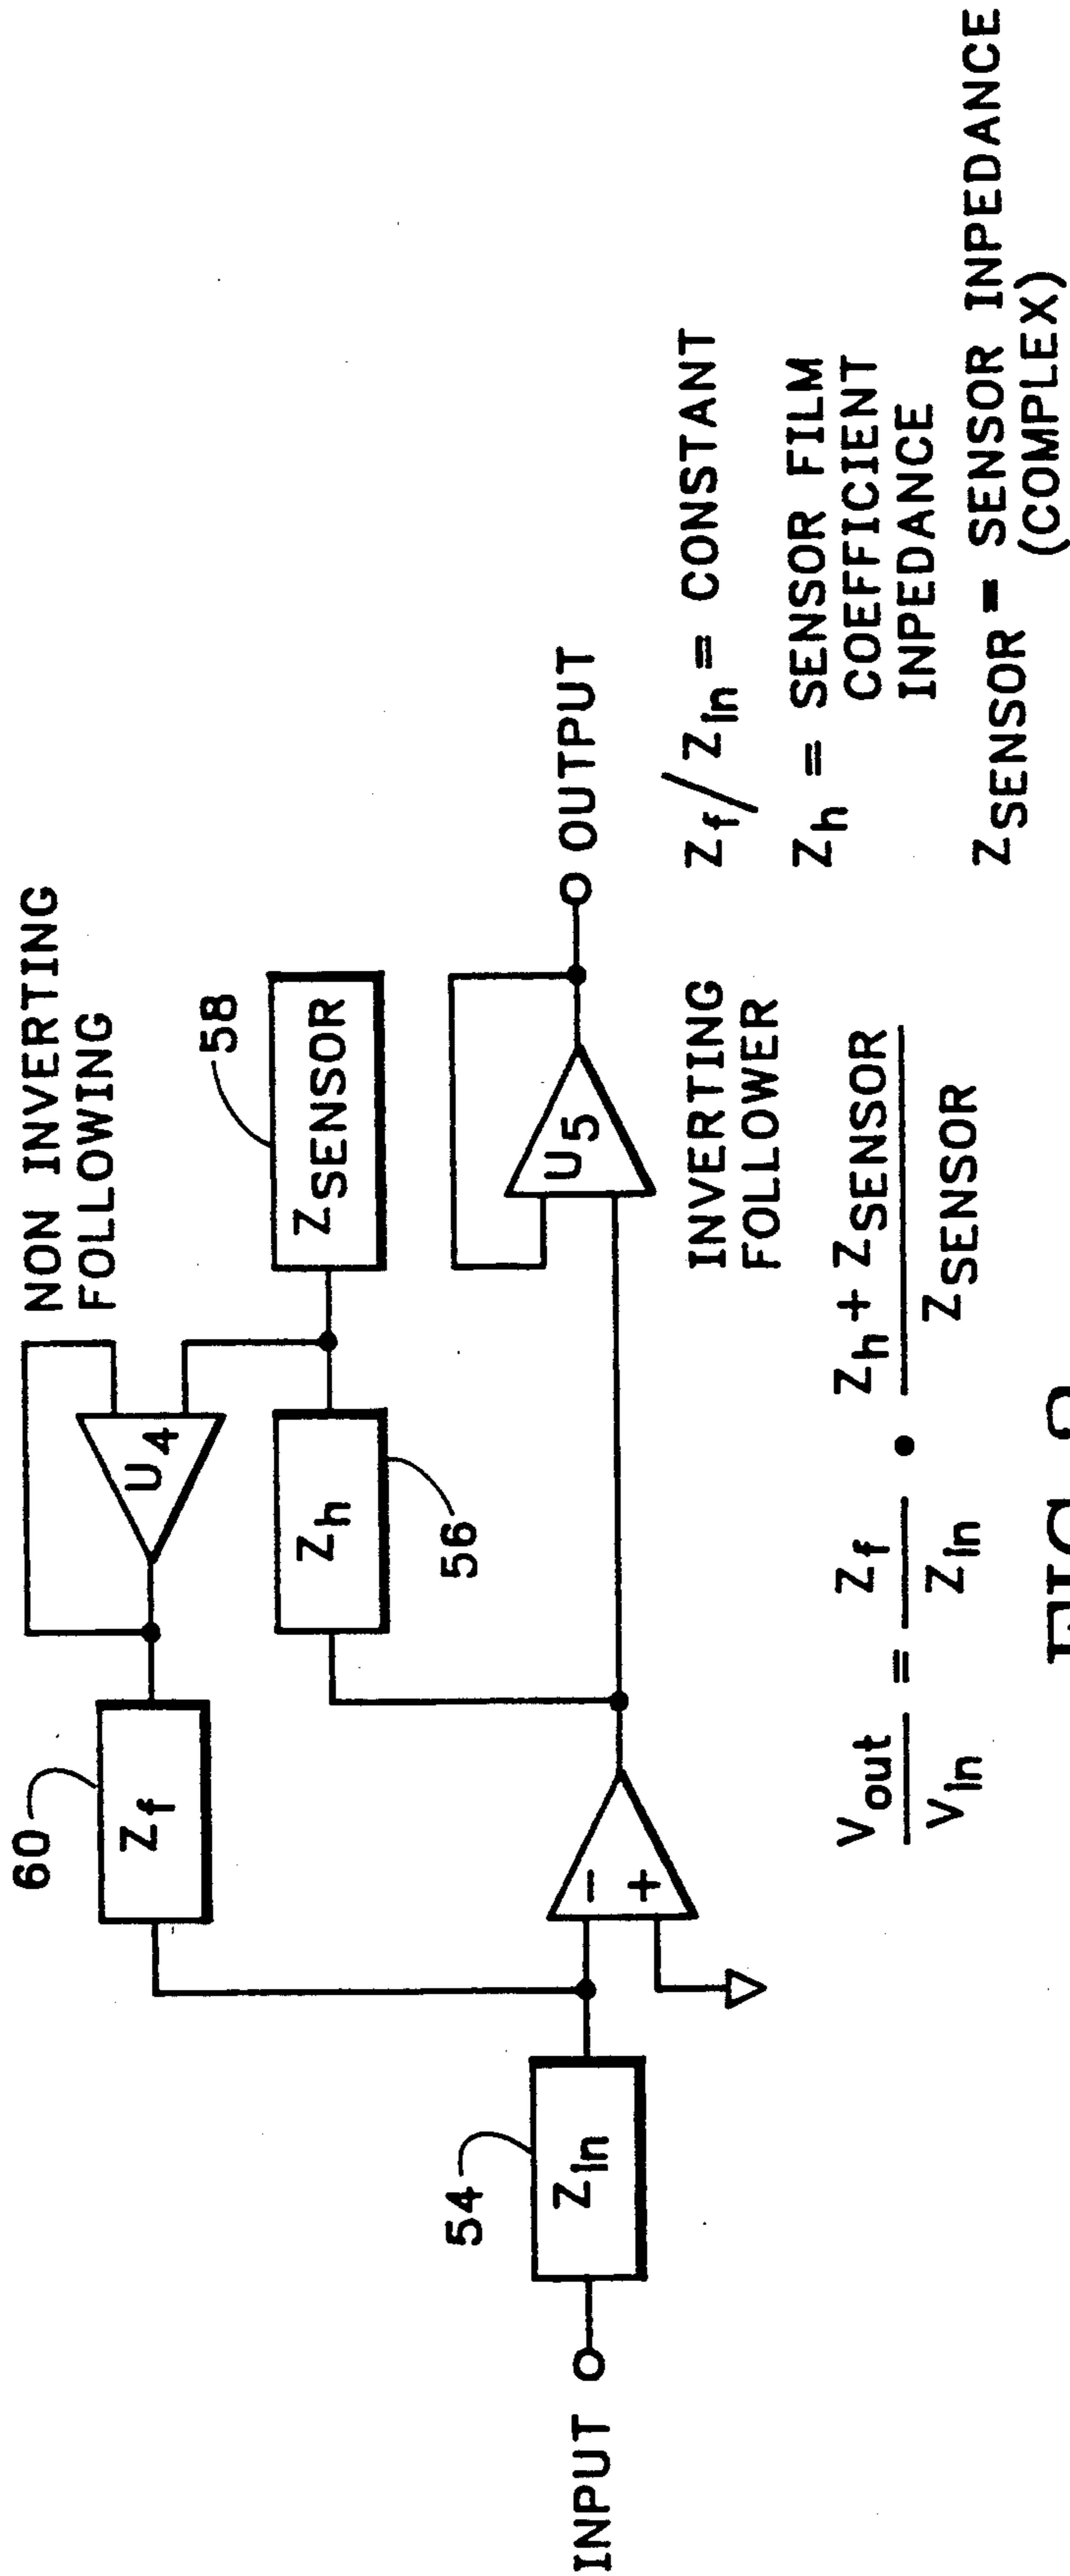 NON INVERTING
FOLLOWING
60
Zf
U4
58
ZSENSOR
Zh
56
54
INPUT
Zin
−
+
U5
OUTPUT
INVERTING
FOLLOWER
Zf/Zin = CONSTANT
Zh = SENSOR FILM
COEFFICIENT
INPEDANCE
ZSENSOR = SENSOR INPEDANCE
(COMPLEX)
Vout / Vin = Zf / Zin • Zh + ZSENSOR / ZSENSOR